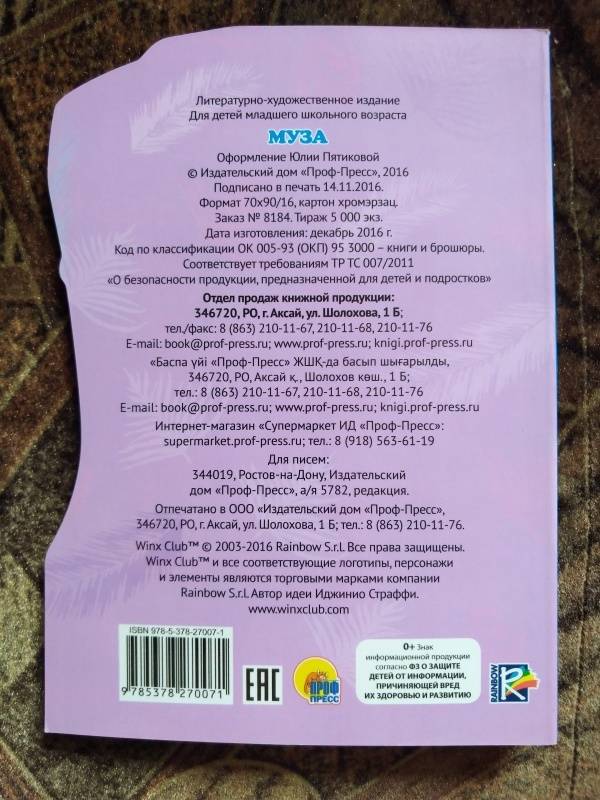 Литературно-художественное издание
Для детей младшего школьного возраста
МУЗА
Оформление Юлии Пятиковой
© Издательский дом «Проф-Пресс», 2016
Подписано в печать 14.11.2016.
Формат 70х90/16, картон хромэрзац.
Заказ № 8184. Тираж 5 000 экз.
Дата изготовления: декабрь 2016 г.
Код по классификации ОК 005-93 (ОКП) 95 3000 – книги и брошюры.
Соответствует требованиям ТР ТС 007/2011
«О безопасности продукции, предназначенной для детей и подростков»
Отдел продаж книжной продукции:
346720, РО, г. Аксай, ул. Шолохова, 1 Б;
тел./факс: 8 (863) 210-11-67, 210-11-68, 210-11-76
E-mail: book@prof-press.ru; www.prof-press.ru; knigi.prof-press.ru
«Баспа үйі «Проф-Пресс» ЖШҚ-да басып шығарылды,
346720, РО, Аксай қ., Шолохов көш., 1 Б;
тел.: 8 (863) 210-11-67, 210-11-68, 210-11-76
E-mail: book@prof-press.ru; www.prof-press.ru; knigi.prof-press.ru
Интернет-магазин «Супермаркет ИД «Проф-Пресс»:
supermarket.prof-press.ru; тел.: 8 (918) 563-61-19
Для писем:
344019, Ростов-на-Дону, Издательский
дом «Проф-Пресс», а/я 5782, редакция.
Отпечатано в ООО «Издательский дом «Проф-Пресс»,
346720, РО, г. Аксай, ул. Шолохова, 1 Б; тел.: 8 (863) 210-11-76.
Winx Club™ © 2003-2016 Rainbow S.r.l. Все права защищены.
Winx Club™ и все соответствующие логотипы, персонажи
и элементы являются торговыми марками компании
Rainbow S.r.l. Автор идеи Иджинио Страффи.
www.winxclub.com
ISBN 978-5-378-27007-1
9 785378 270071
EAC
ПРОФ
ПРЕСС
0+ Знак
информационной продукции
согласно ФЗ О ЗАЩИТЕ
ДЕТЕЙ ОТ ИНФОРМАЦИИ,
ПРИЧИНЯЮЩЕЙ ВРЕД
ИХ ЗДОРОВЬЮ И РАЗВИТИЮ
RAINBOW